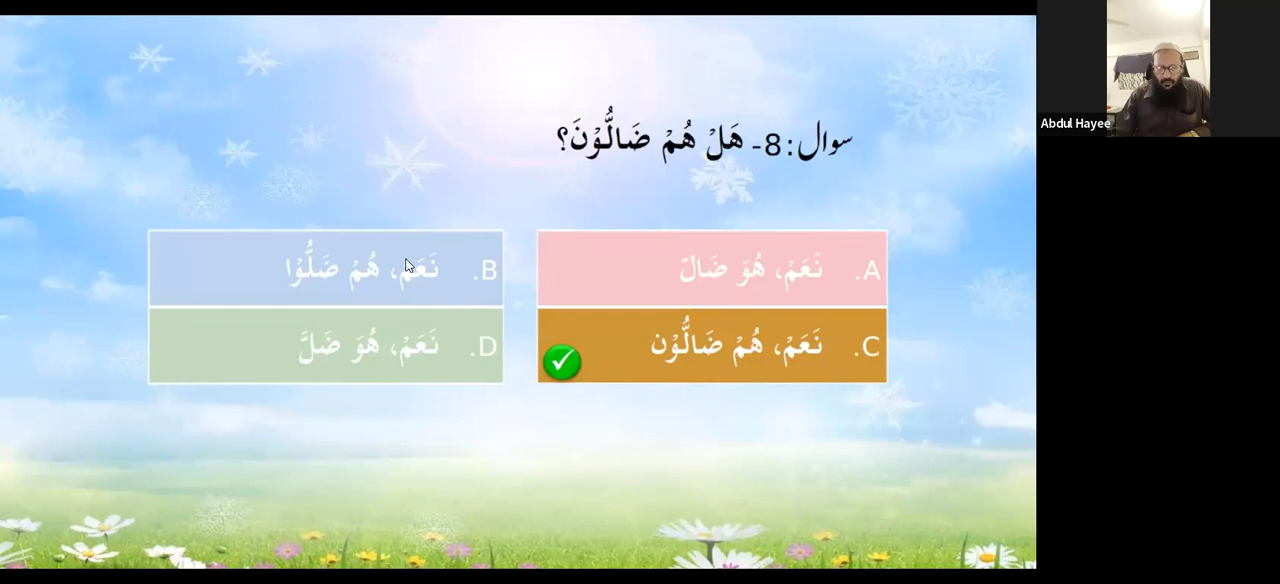 سوال:8- هَلْ هُمْ ضَالُّوْنَ؟
A. نَعَمْ، هُوَ ضَالّ
B. نَعَمْ، هُمْ ضَلُّوْا
C. نَعَمْ، هُمْ ضَالُّوْن
D. نَعَمْ، هُوَ ضَلَّ
Abdul Hayee